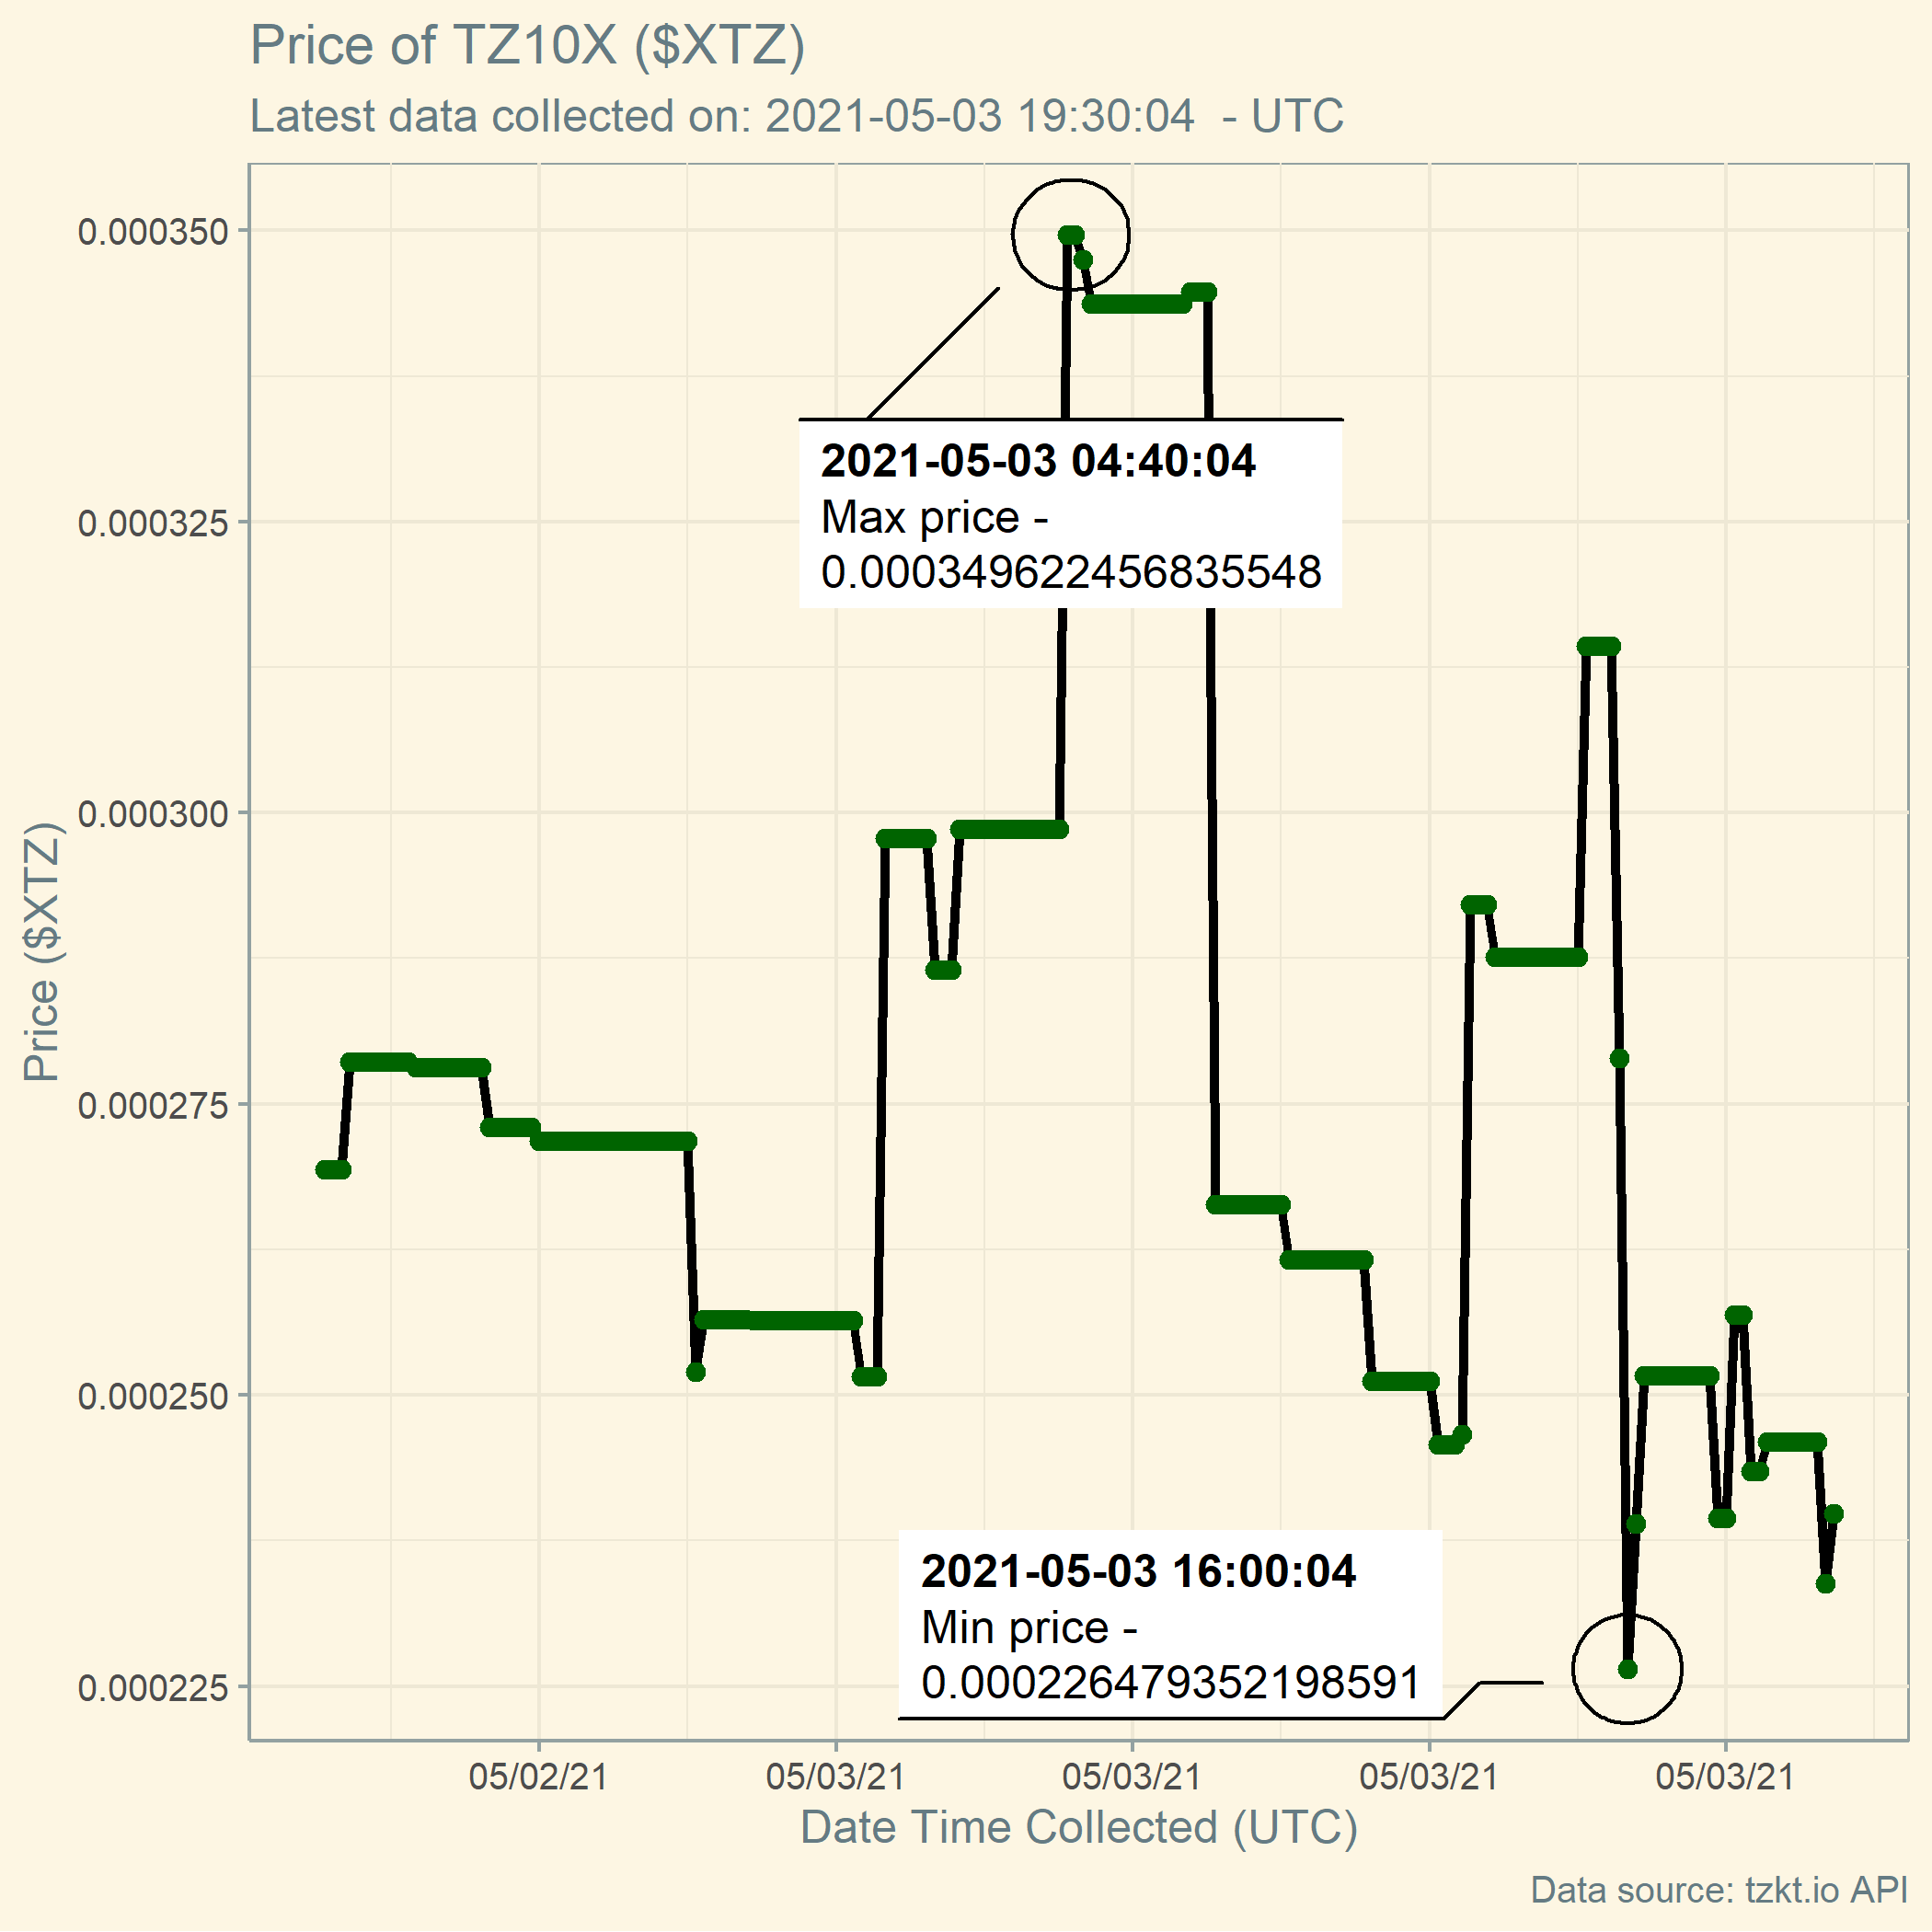 Price of TZ10X ($XTZ)
Latest data collected on: 2021-05-03 19:30:04  - UTC
0.000350
0.000325
0.000300
0.000275
0.000250
0.000225
Price ($XTZ)
2021-05-03 04:40:04
Max price -
0.000349622456835548
2021-05-03 16:00:04
Min price -
0.000226479352198591
05/02/21
05/03/21
05/03/21
05/03/21
05/03/21
Date Time Collected (UTC)
Data source: tzkt.io API